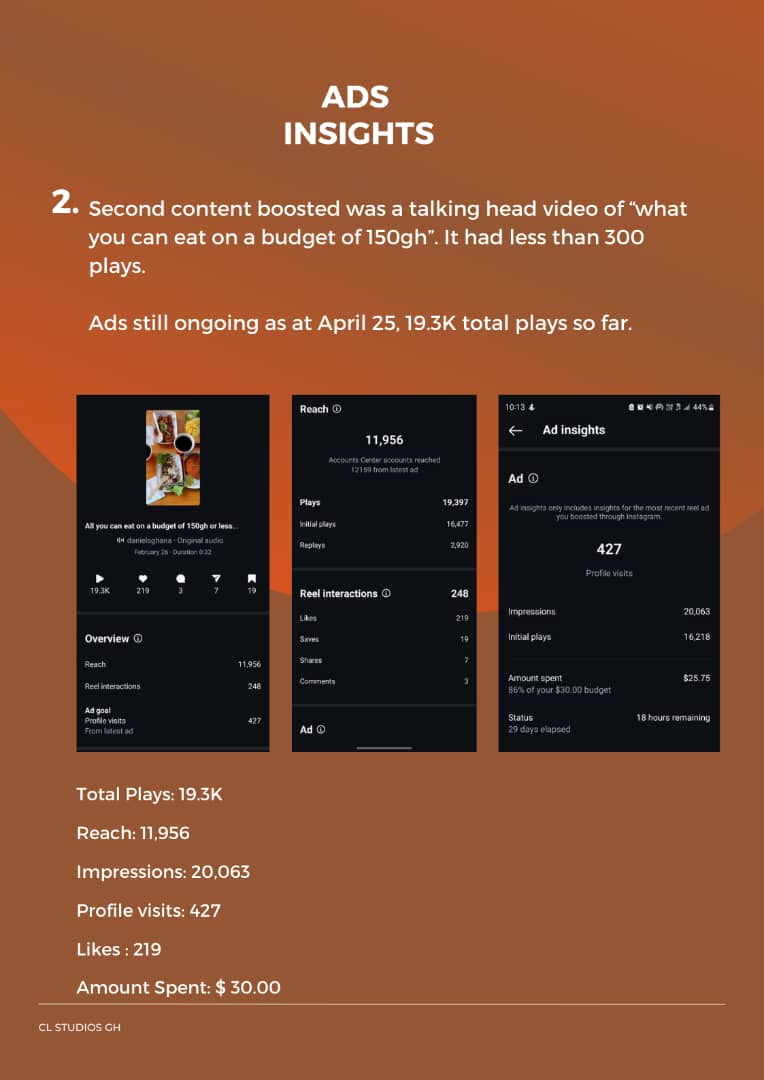 ADS
INSIGHTS
2. Second content boosted was a talking head video of “what
you can eat on a budget of 150gh”. It had less than 300
plays.
Ads still ongoing as at April 25, 19.3K total plays so far.
All you can eat on a budget of 150gh or less...
danielsghana · Original audio
February 26 · Duration 0:32
19.3K 219 3 7 19
Overview
Reach 11,956
Reel interactions 248
Ad goal
Profile visits 427
From latest ad
Reach
11,956
Accounts Center accounts reached
12159 from latest ad
Plays 19,397
Initial plays 16,477
Replays 2,920
Reel interactions 248
Likes 219
Saves 19
Shares 7
Comments 3
Ad
10:13 44%
Ad insights
Ad
Ad insights only includes insights for the most recent reel ad
you boosted through Instagram.
427
Profile visits
Impressions 20,063
Initial plays 16,218
Amount spent $25.75
86% of your $30.00 budget
Status 18 hours remaining
29 days elapsed
Total Plays: 19.3K
Reach: 11,956
Impressions: 20,063
Profile visits: 427
Likes : 219
Amount Spent: $ 30.00
CL STUDIOS GH